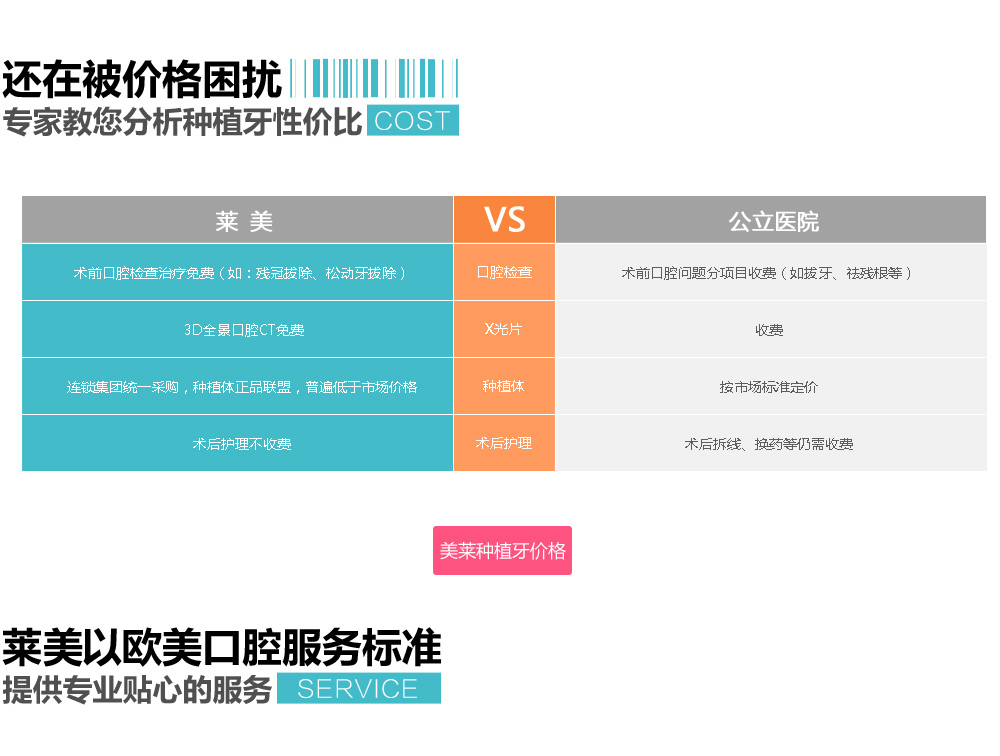 还在被价格困扰
专家教您分析种植牙性价比 COST
莱 美 VS 公立医院
术前口腔检查治疗免费（如：残冠拔除、松动牙拔除） 口腔检查 术前口腔问题分项目收费（如拔牙、祛残根等）
3D全景口腔CT免费 X光片 收费
连锁集团统一采购，种植体正品联盟，普遍低于市场价格 种植体 按市场标准定价
术后护理不收费 术后护理 术后拆线、换药等仍需收费
美莱种植牙价格
莱美以欧美口腔服务标准
提供专业贴心的服务 SERVICE